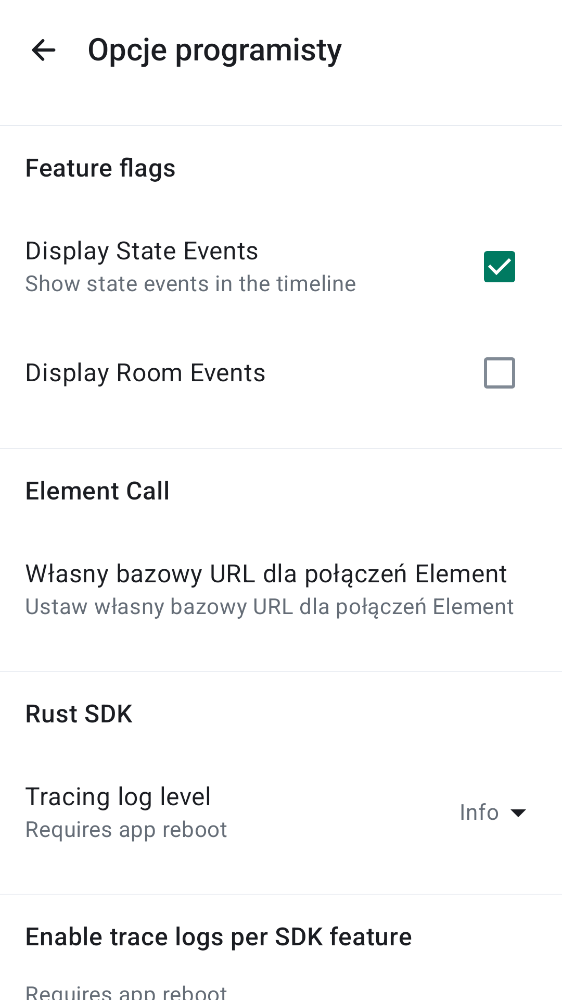 Opcje programisty
Feature flags
Display State Events
Show state events in the timeline
Display Room Events
Element Call
Własny bazowy URL dla połączeń Element
Ustaw własny bazowy URL dla połączeń Element
Rust SDK
Tracing log level
Requires app reboot
Info
Enable trace logs per SDK feature
Requires app reboot